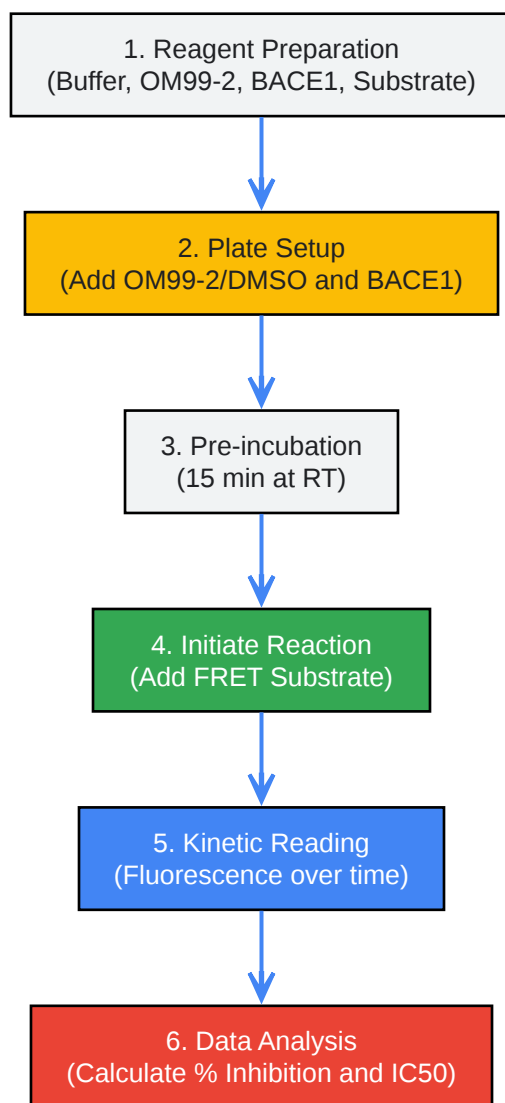 1. Reagent Preparation
(Buffer, OM99-2, BACE1, Substrate)
2. Plate Setup
(Add OM99-2/DMSO and BACE1)
3. Pre-incubation
(15 min at RT)
4. Initiate Reaction
(Add FRET Substrate)
5. Kinetic Reading
(Fluorescence over time)
6. Data Analysis
(Calculate % Inhibition and IC50)